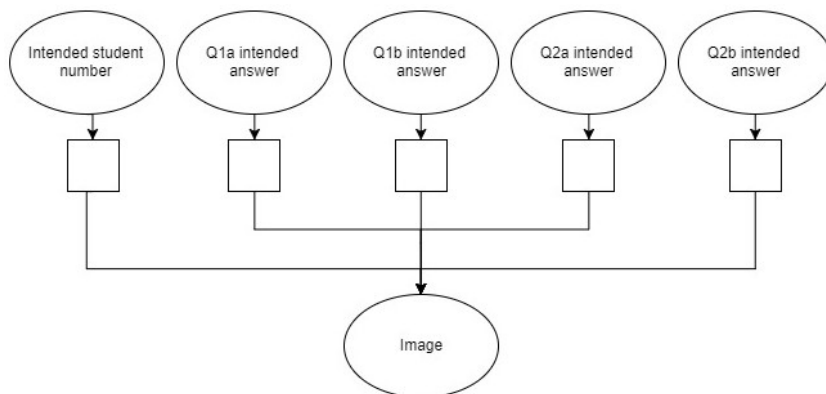 Intended student
number
Q1a intended
answer
Q1b intended
answer
Q2a intended
answer
Q2b intended
answer
Image